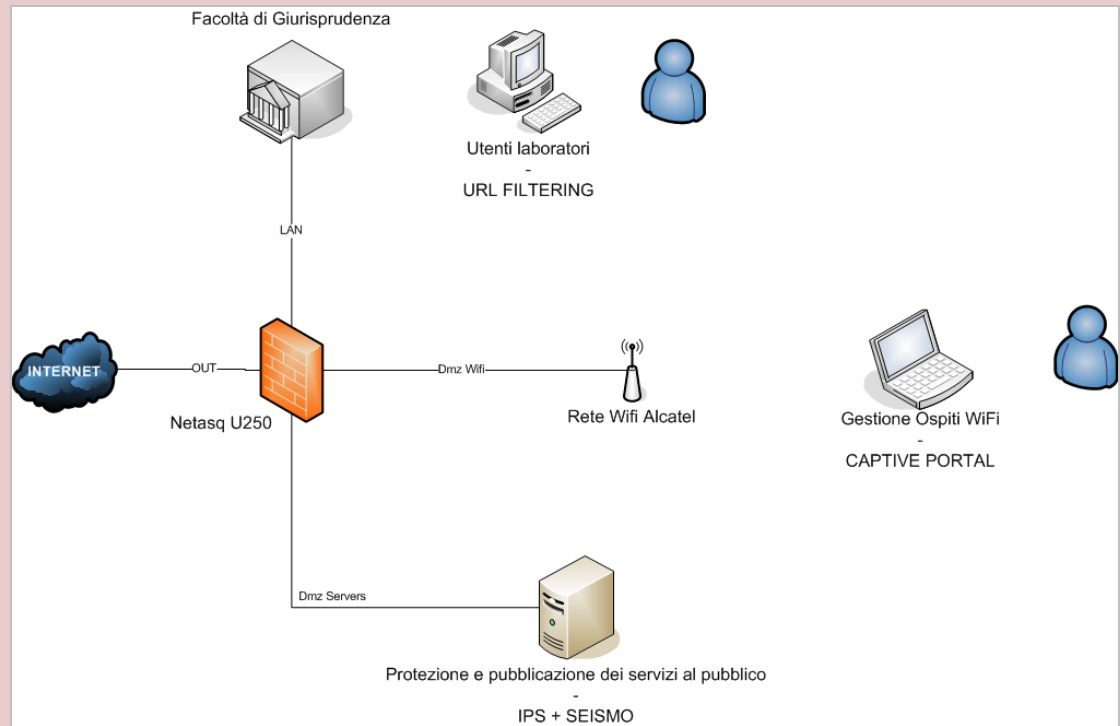 Facoltà di Giurisprudenza
Utenti laboratori
-
URL FILTERING
LAN
INTERNET
OUT
Dmz Wifi
Netasq U250
Rete Wifi Alcatel
Gestione Ospiti WiFi
-
CAPTIVE PORTAL
Dmz Servers
Protezione e pubblicazione dei servizi al pubblico
-
IPS + SEISMO